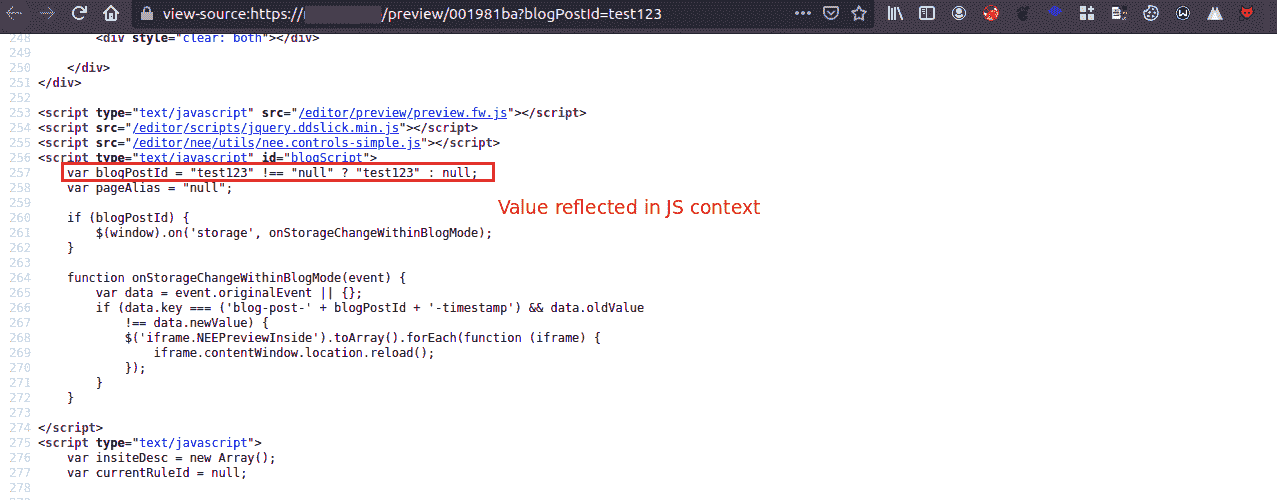 view-source:https:// /preview/001981ba?blogPostId=test123
248 <div style="clear: both"></div>
249
250 </div>
251 </div>
252
253 <script type="text/javascript" src="/editor/preview/preview.fw.js"></script>
254 <script src="/editor/scripts/jquery.ddslick.min.js"></script>
255 <script src="/editor/nee/utils/nee.controls-simple.js"></script>
256 <script type="text/javascript" id="blogScript">
257 var blogPostId = "test123" !== "null" ? "test123" : null;
258 var pageAlias = "null";
259
Value reflected in JS context
260 if (blogPostId) {
261 $(window).on('storage', onStorageChangeWithinBlogMode);
262 }
263
264 function onStorageChangeWithinBlogMode(event) {
265 var data = event.originalEvent || {};
266 if (data.key === ('blog-post-' + blogPostId + '-timestamp') && data.oldValue
267 !== data.newValue) {
268 $('iframe.NEEPreviewInside').toArray().forEach(function (iframe) {
269 iframe.contentWindow.location.reload();
270 });
271 }
272 }
273
274 </script>
275 <script type="text/javascript">
276 var insiteDesc = new Array();
277 var currentRuleId = null;
278